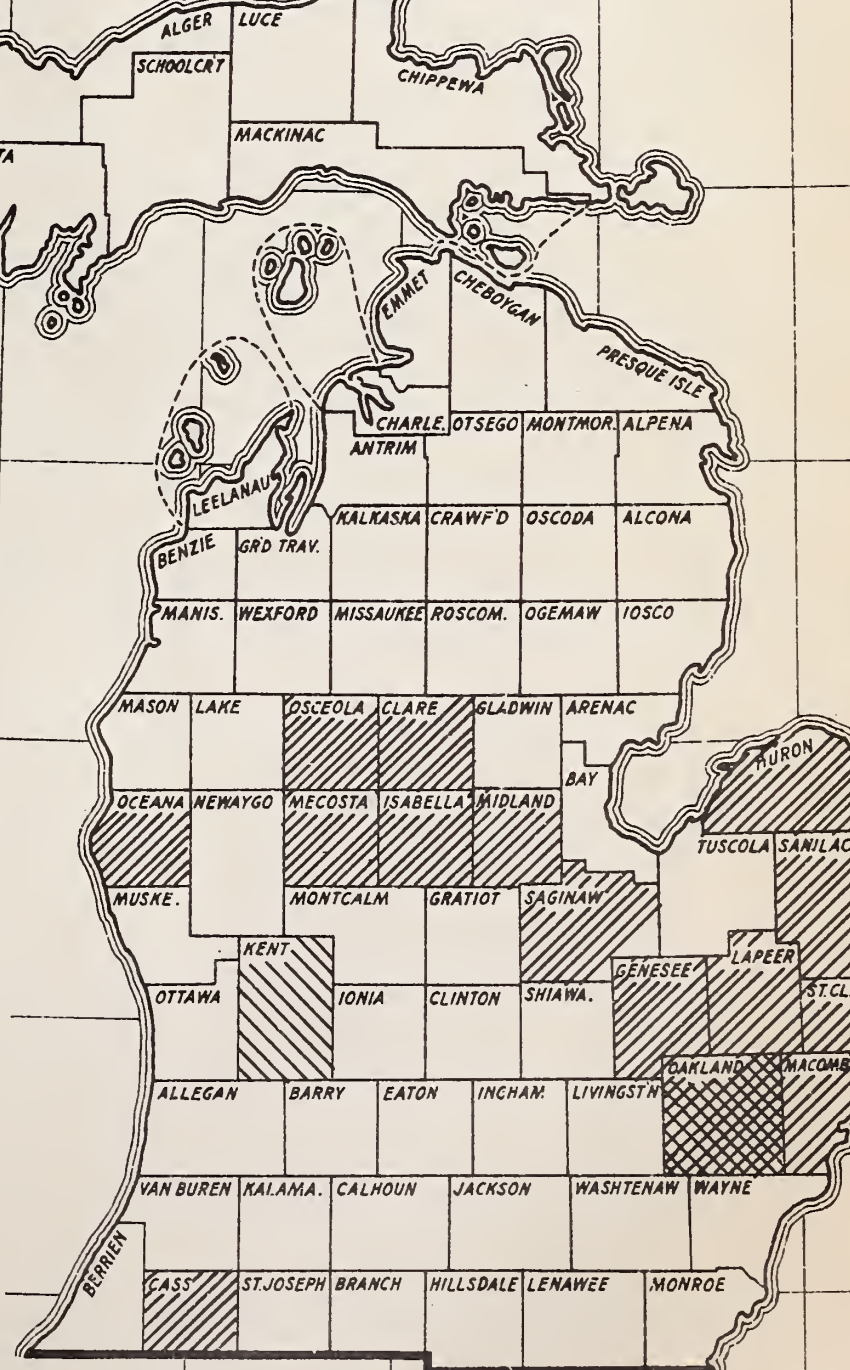 ALGER
LUCE
SCHOOLCR'T
CHIPPEWA
MACKINAC
TA
EMMET
CHEBOYGAN
PRESQUE ISLE
CHARLE.
OTSEGO
MONTMOR.
ALPENA
ANTRIM
LEELANAU
KALKASKA
CRAWF'D
OSCODA
ALCONA
BENZIE
GR'D TRAV.
MANIS.
WEXFORD
MISSAUKEE
ROSCOM.
OGEMAW
IOSCO
MASON
LAKE
OSCEOLA
CLARE
GLADWIN
ARENAC
HURON
BAY
OCEANA
NEWAYGO
MECOSTA
ISABELLA
MIDLAND
TUSCOLA
SANILAC
MUSKE.
MONTCALM
GRATIOT
SAGINAW
KENT
LAPEER
GENESEE
OTTAWA
IONIA
CLINTON
SHIAWA.
ST.CL
OAKLAND
MACOMB
ALLEGAN
BARRY
EATON
INGHAM
LIVINGST'N
VAN BUREN
KALAMA.
CALHOUN
JACKSON
WASHTENAW
WAYNE
BERRIEN
CASS
ST.JOSEPH
BRANCH
HILLSDALE
LENAWEE
MONROE